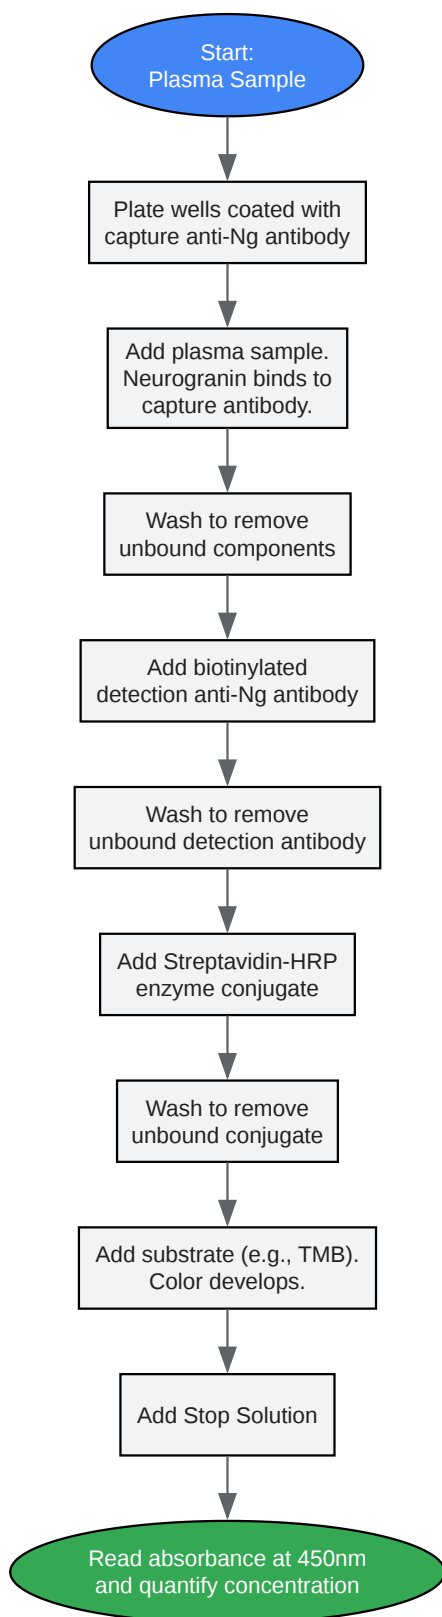 Start:
Plasma Sample
Plate wells coated with
capture anti-Ng antibody
Add plasma sample.
Neurogranin binds to
capture antibody.
Wash to remove
unbound components
Add biotinylated
detection anti-Ng antibody
Wash to remove
unbound detection antibody
Add Streptavidin-HRP
enzyme conjugate
Wash to remove
unbound conjugate
Add substrate (e.g., TMB).
Color develops.
Add Stop Solution
Read absorbance at 450nm
and quantify concentration